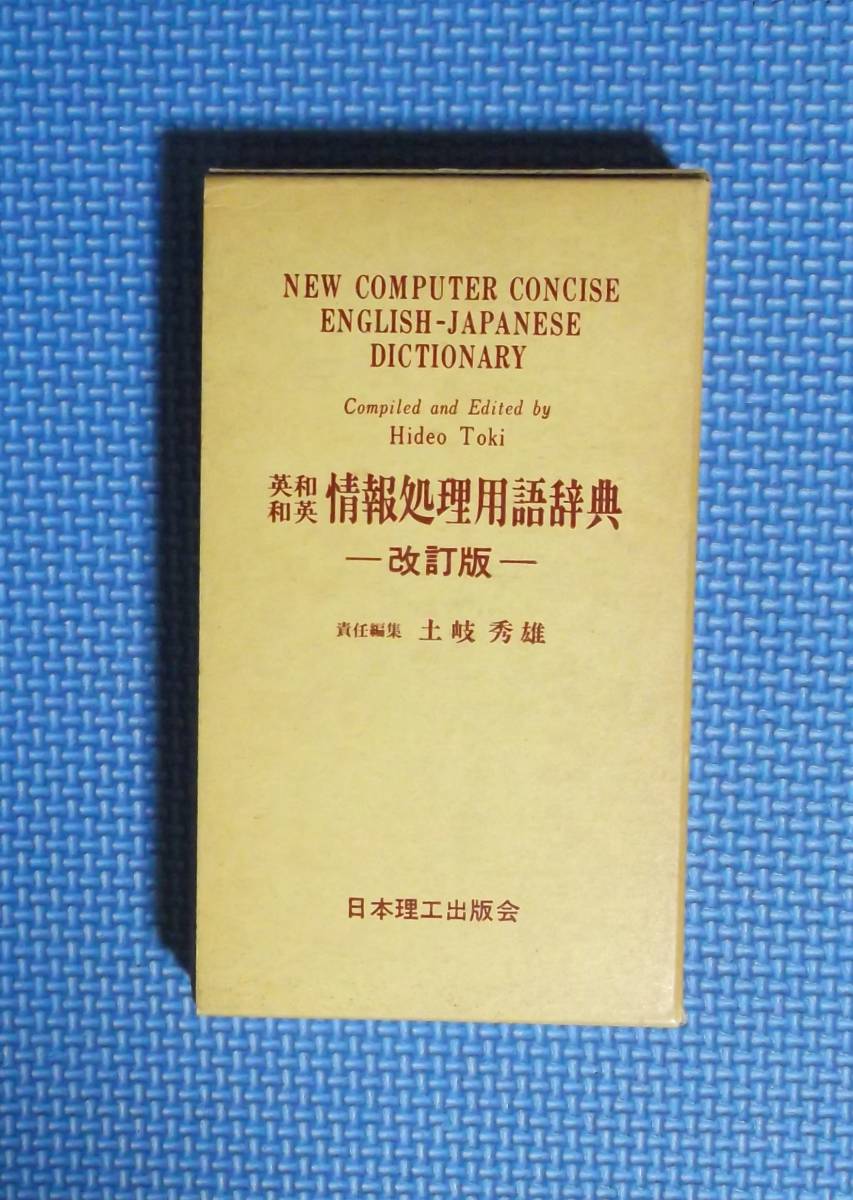 NEW COMPUTER CONCISE
ENGLISH-JAPANESE
DICTIONARY
Compiled and Edited by
Hideo Toki
英和
和英 情報処理用語辞典
—改訂版—
責任編集 土岐秀雄
日本理工出版会